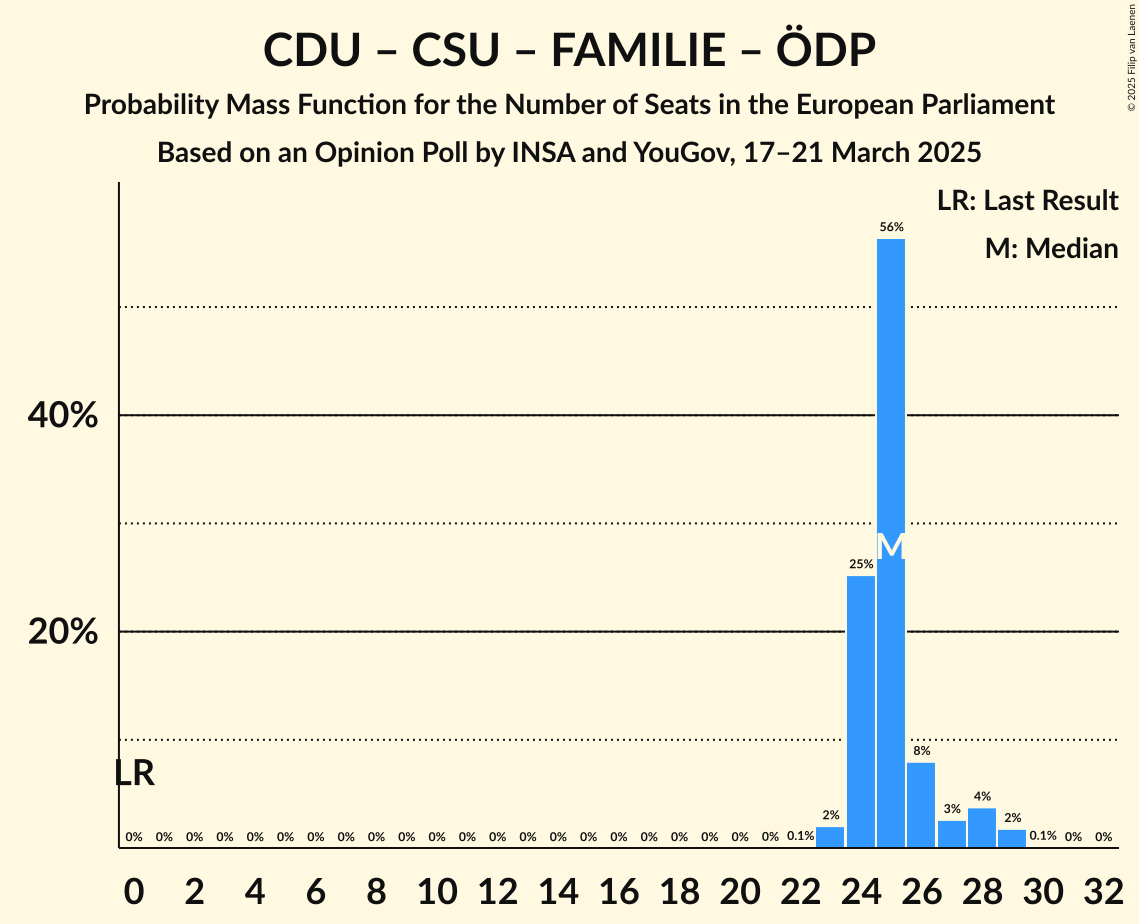 CDU – CSU – FAMILIE – ÖDP
Probability Mass Function for the Number of Seats in the European Parliament
Based on an Opinion Poll by INSA and YouGov, 17–21 March 2025
© 2025 Filip van Laenen
LR: Last Result
M: Median
56%
40%
M
25%
20%
8%
LR
4%
3%
2%
2%
0% 0% 0% 0% 0% 0% 0% 0% 0% 0% 0% 0% 0% 0% 0% 0% 0% 0% 0% 0% 0% 0% 0.1% 0.1% 0% 0%
0 2 4 6 8 10 12 14 16 18 20 22 24 26 28 30 32